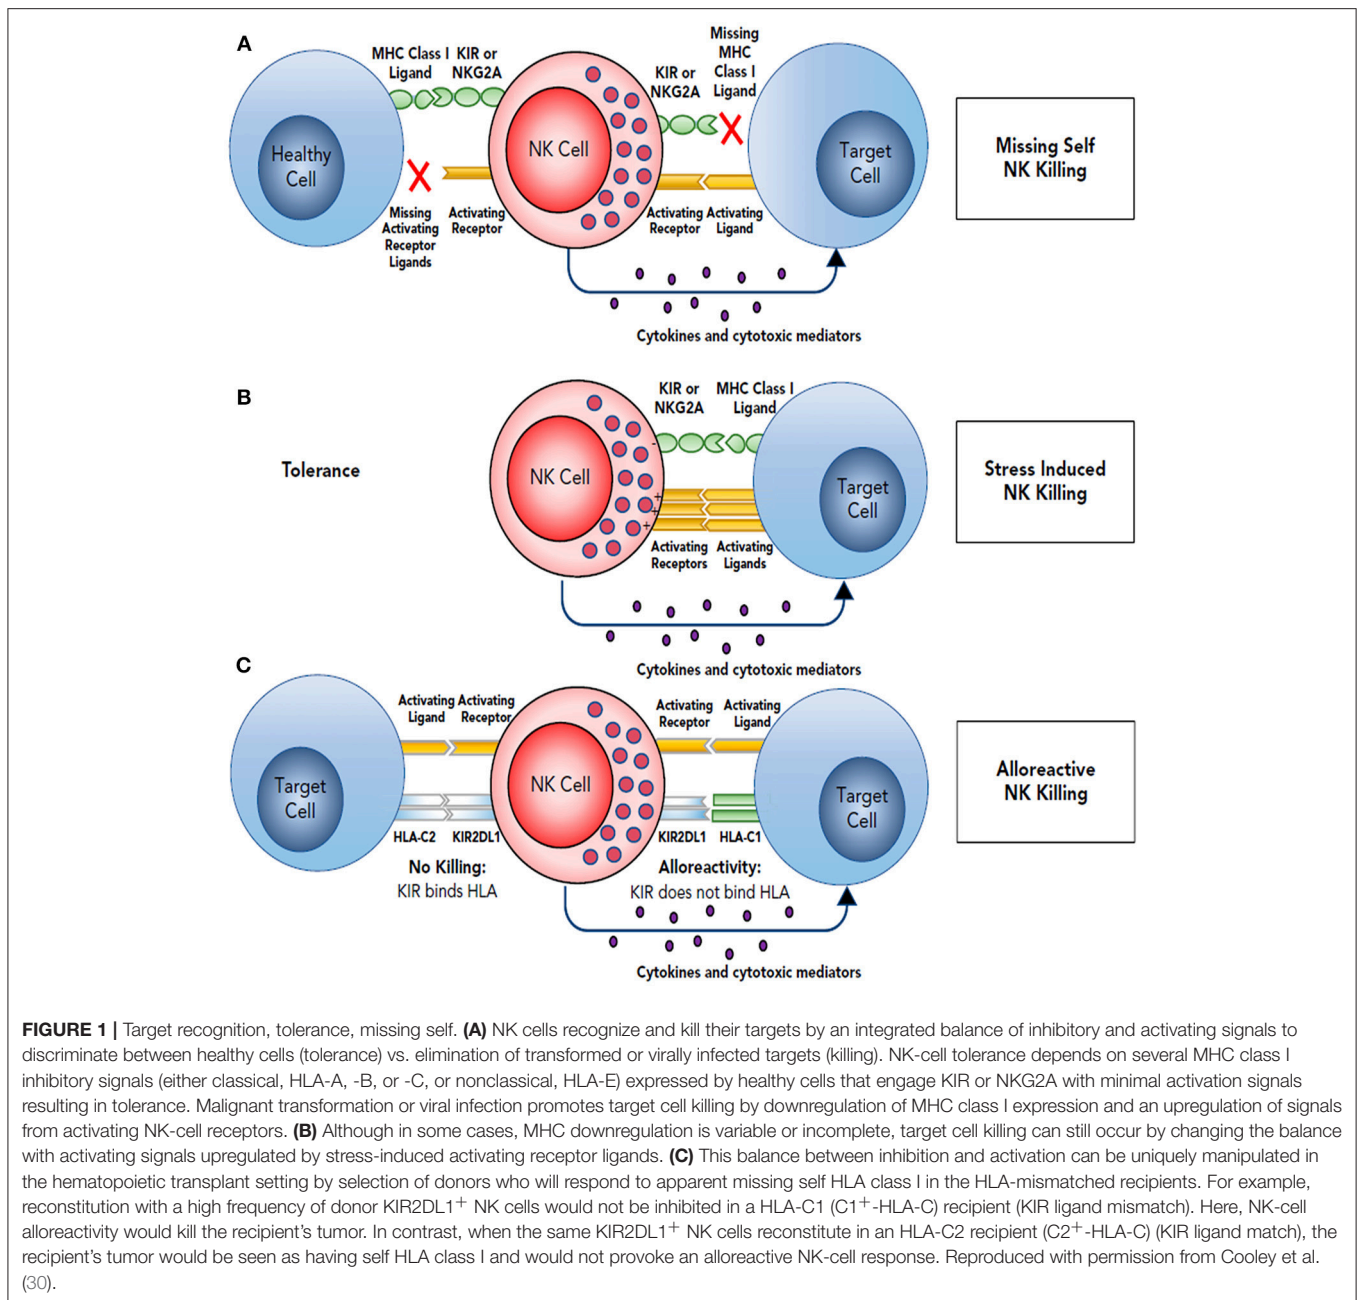 A
MHC Class I
Ligand
KIR or
NKG2A
Missing
MHC
Class I
Ligand
KIR or
NKG2A
Healthy
Cell
NK Cell
Target
Cell
Missing Self
NK Killing
Missing
Activating
Receptor
Ligands
Activating
Receptor
Activating
Receptor
Activating
Ligand
Cytokines and cytotoxic mediators
B
Tolerance
KIR or
NKG2A
MHC Class I
Ligand
-
NK Cell
+
+
+
Target
Cell
Stress Induced
NK Killing
Activating
Receptors
Activating
Ligands
Cytokines and cytotoxic mediators
C
Activating
Ligand
Activating
Receptor
Activating
Receptor
Activating
Ligand
Target
Cell
NK Cell
Target
Cell
Alloreactive
NK Killing
HLA-C2
KIR2DL1
KIR2DL1
HLA-C1
No Killing:
KIR binds HLA
Alloreactivity:
KIR does not bind HLA
Cytokines and cytotoxic mediators
FIGURE 1 | Target recognition, tolerance, missing self. (A) NK cells recognize and kill their targets by an integrated balance of inhibitory and activating signals to
discriminate between healthy cells (tolerance) vs. elimination of transformed or virally infected targets (killing). NK-cell tolerance depends on several MHC class I
inhibitory signals (either classical, HLA-A, -B, or -C, or nonclassical, HLA-E) expressed by healthy cells that engage KIR or NKG2A with minimal activation signals
resulting in tolerance. Malignant transformation or viral infection promotes target cell killing by downregulation of MHC class I expression and an upregulation of signals
from activating NK-cell receptors. (B) Although in some cases, MHC downregulation is variable or incomplete, target cell killing can still occur by changing the balance
with activating signals upregulated by stress-induced activating receptor ligands. (C) This balance between inhibition and activation can be uniquely manipulated in
the hematopoietic transplant setting by selection of donors who will respond to apparent missing self HLA class I in the HLA-mismatched recipients. For example,
reconstitution with a high frequency of donor KIR2DL1⁺ NK cells would not be inhibited in a HLA-C1 (C1⁺-HLA-C) recipient (KIR ligand mismatch). Here, NK-cell
alloreactivity would kill the recipient's tumor. In contrast, when the same KIR2DL1⁺ NK cells reconstitute in an HLA-C2 recipient (C2⁺-HLA-C) (KIR ligand match), the
recipient's tumor would be seen as having self HLA class I and would not provoke an alloreactive NK-cell response. Reproduced with permission from Cooley et al.
(30).